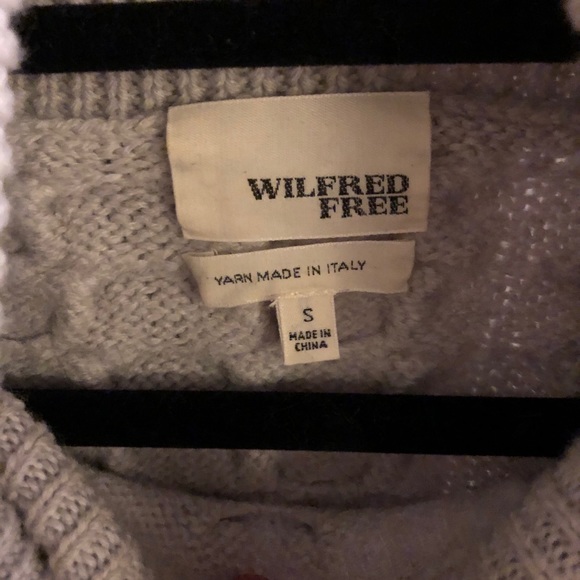 WILFRED
FREE
YARN MADE IN ITALY
S
MADE IN
CHINA